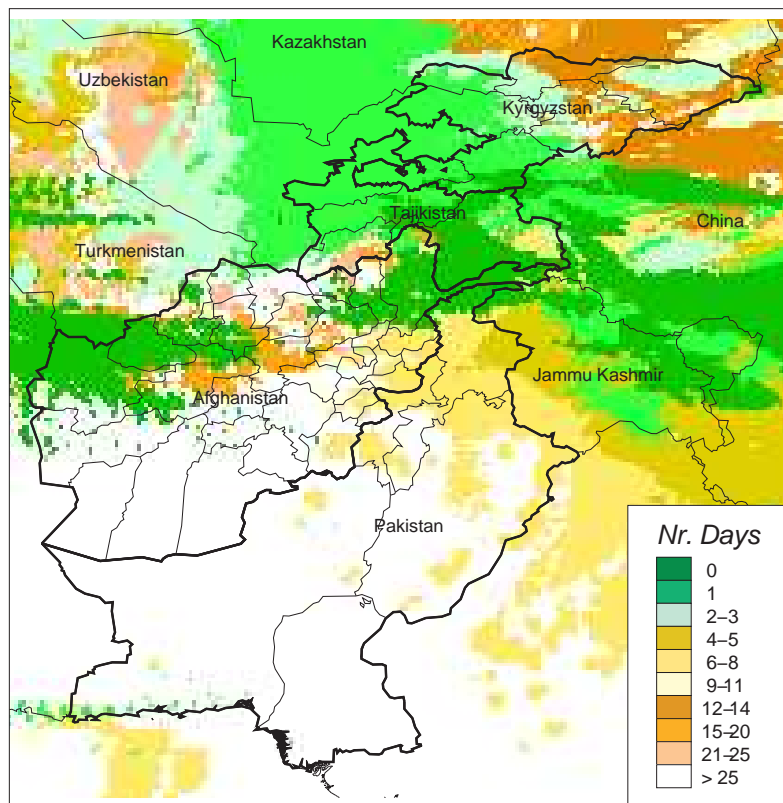 Kazakhstan
Uzbekistan
Kyrgyzstan
Tajikistan
China
Turkmenistan
Jammu Kashmir
Afghanistan
Pakistan
Nr. Days
0
1
2–3
4–5
6–8
9–11
12–14
15–20
21–25
> 25